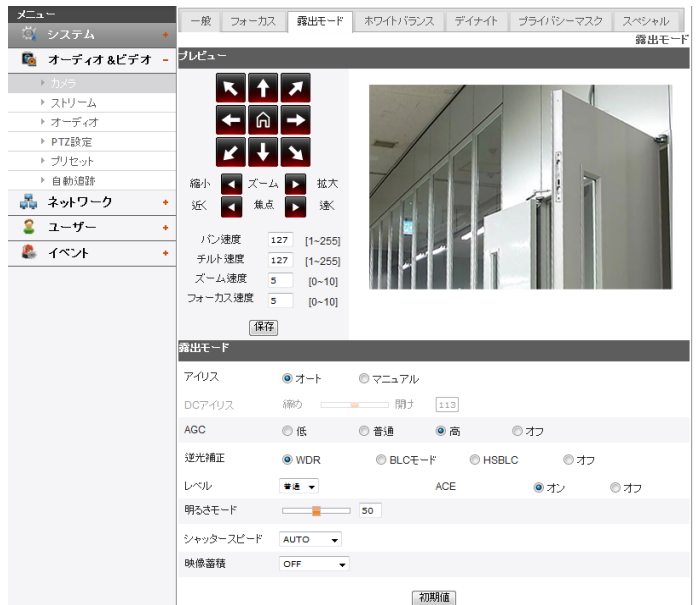 メニュー
システム
オーディオ&ビデオ
カメラ
ストリーム
オーディオ
PTZ設定
プリセット
自動追跡
ネットワーク
ユーザー
イベント
一般 フォーカス 露出モード ホワイトバランス デイナイト プライバシーマスク スペシャル
露出モード
プレビュー
縮小 ズーム 拡大
近く 焦点 遠く
パン速度 127 [1~255]
チルト速度 127 [1~255]
ズーム速度 5 [0~10]
フォーカス速度 5 [0~10]
保存
露出モード
アイリス オート マニュアル
DCアイリス 締め 開け 113
AGC 低 普通 高 オフ
逆光補正 WDR BLCモード HSBLC オフ
レベル 普通 ACE オン オフ
明るさモード 50
シャッタースピード AUTO
映像蓄積 OFF
初期値